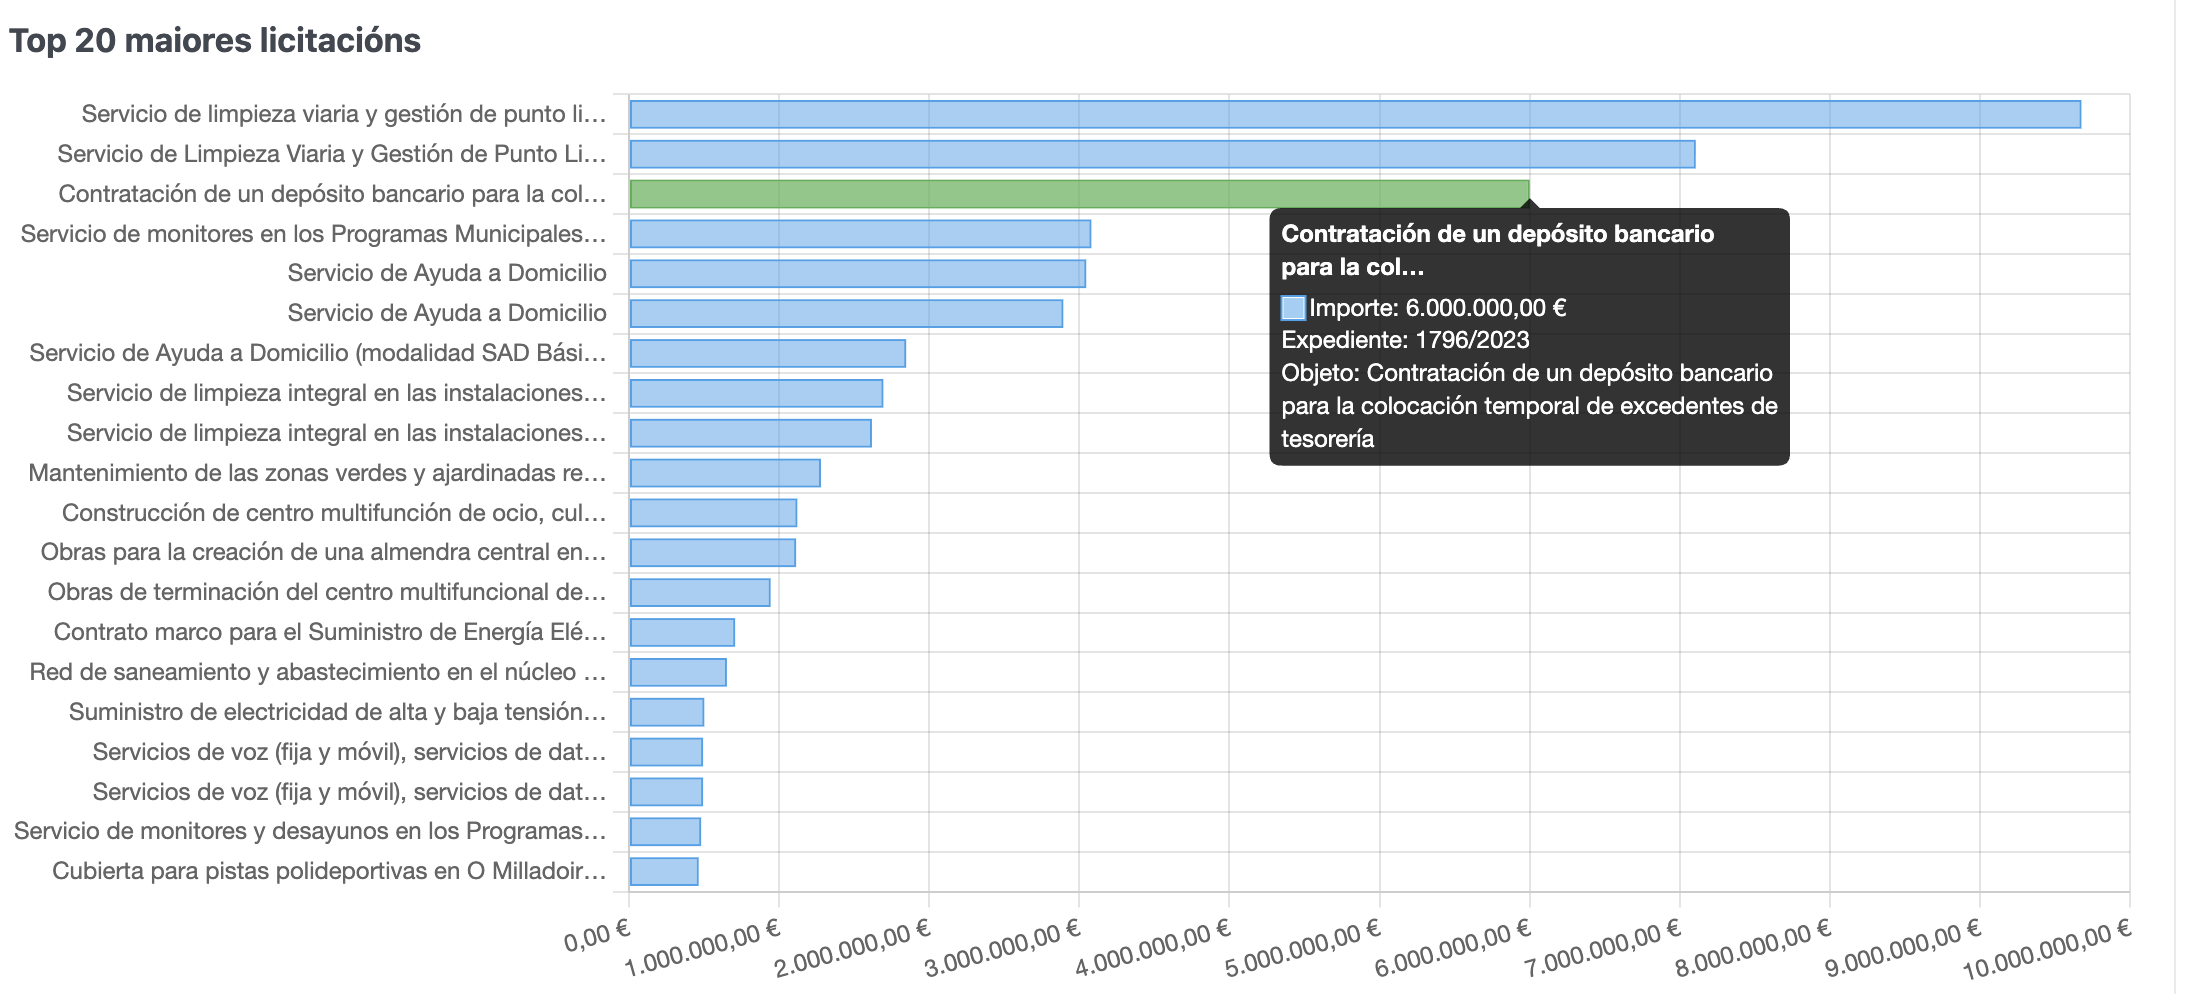 Top 20 maiores licitacións
Servicio de limpieza viaria y gestión de punto li...
Servicio de Limpieza Viaria y Gestión de Punto Li...
Contratación de un depósito bancario para la col...
Servicio de monitores en los Programas Municipales...
Servicio de Ayuda a Domicilio
Servicio de Ayuda a Domicilio
Servicio de Ayuda a Domicilio (modalidad SAD Bási...
Servicio de limpieza integral en las instalaciones...
Servicio de limpieza integral en las instalaciones...
Mantenimiento de las zonas verdes y ajardinadas re...
Construcción de centro multifunción de ocio, cul...
Obras para la creación de una almendra central en...
Obras de terminación del centro multifuncional de...
Contrato marco para el Suministro de Energía Elé...
Red de saneamiento y abastecimiento en el núcleo ...
Suministro de electricidad de alta y baja tensión...
Servicios de voz (fija y móvil), servicios de dat...
Servicios de voz (fija y móvil), servicios de dat...
Servicio de monitores y desayunos en los Programas...
Cubierta para pistas polideportivas en O Milladoir...
Contratación de un depósito bancario
para la col...
Importe: 6.000.000,00 €
Expediente: 1796/2023
Objeto: Contratación de un depósito bancario
para la colocación temporal de excedentes de
tesorería
0,00 €
1.000.000,00 €
2.000.000,00 €
3.000.000,00 €
4.000.000,00 €
5.000.000,00 €
6.000.000,00 €
7.000.000,00 €
8.000.000,00 €
9.000.000,00 €
10.000.000,00 €